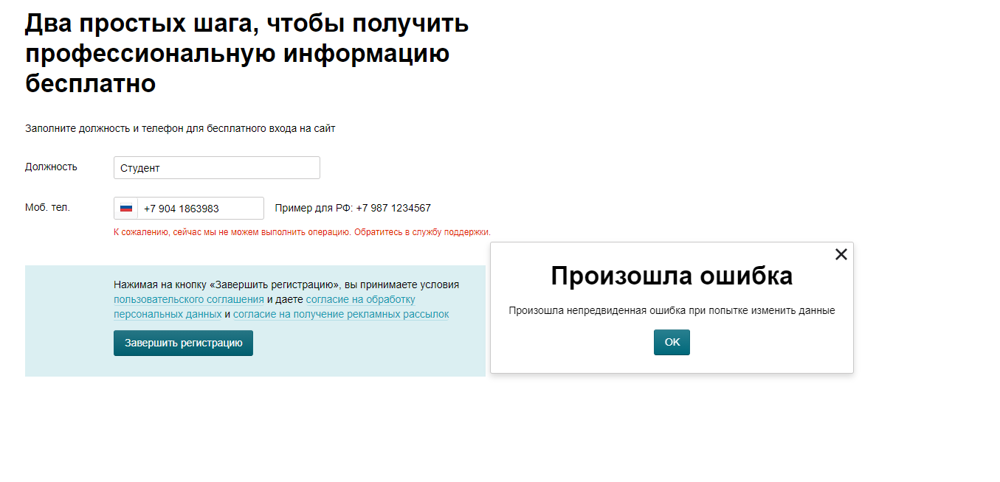 Два простых шага, чтобы получить
профессиональную информацию
бесплатно
Заполните должность и телефон для бесплатного входа на сайт
Должность
Студент
Моб. тел.
+7 904 1863983
Пример для РФ: +7 987 1234567
К сожалению, сейчас мы не можем выполнить операцию. Обратитесь в службу поддержки.
Нажимая на кнопку «Завершить регистрацию», вы принимаете условия
пользовательского соглашения и даете согласие на обработку
персональных данных и согласие на получение рекламных рассылок
Завершить регистрацию
Произошла ошибка
Произошла непредвиденная ошибка при попытке изменить данные
OK